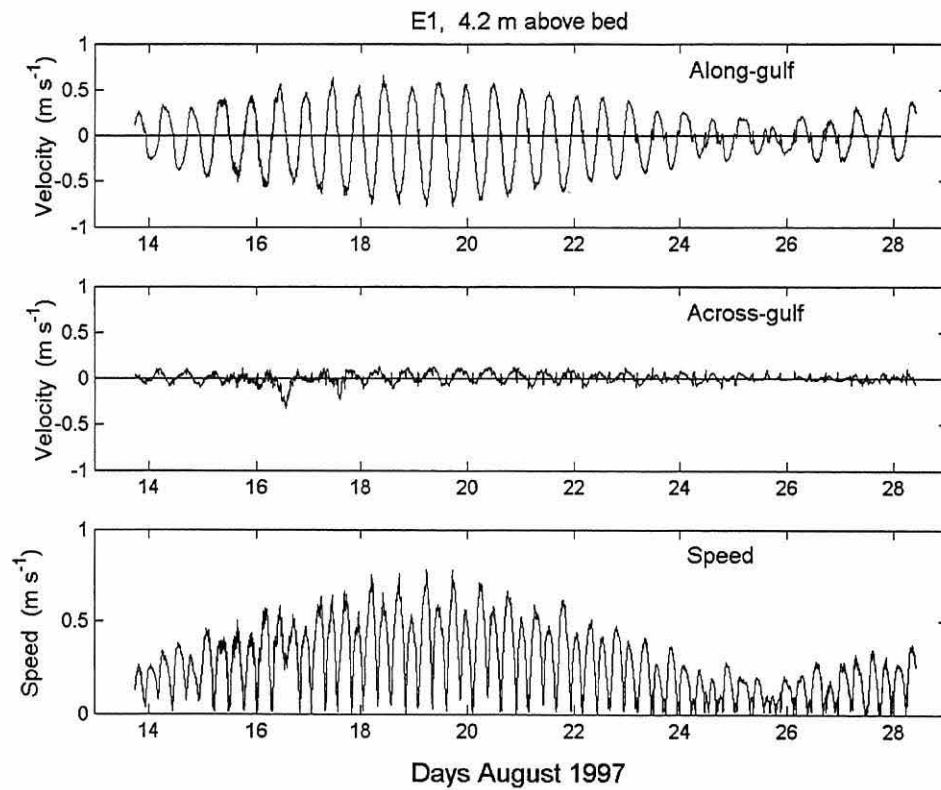 E1, 4.2 m above bed
Along-gulf
Velocity (m s⁻¹)
1
0.5
0
-0.5
-1
14 16 18 20 22 24 26 28
Across-gulf
Velocity (m s⁻¹)
1
0.5
0
-0.5
-1
14 16 18 20 22 24 26 28
Speed
Speed (m s⁻¹)
1
0.5
0
14 16 18 20 22 24 26 28
Days August 1997